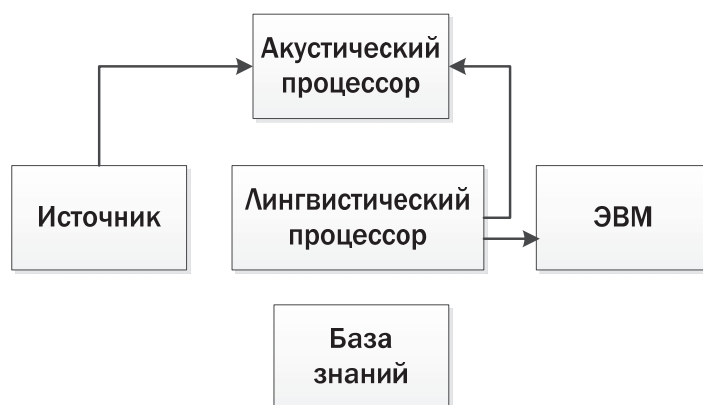 Акустический
процессор
Источник
Лингвистический
процессор
ЭВМ
База
знаний